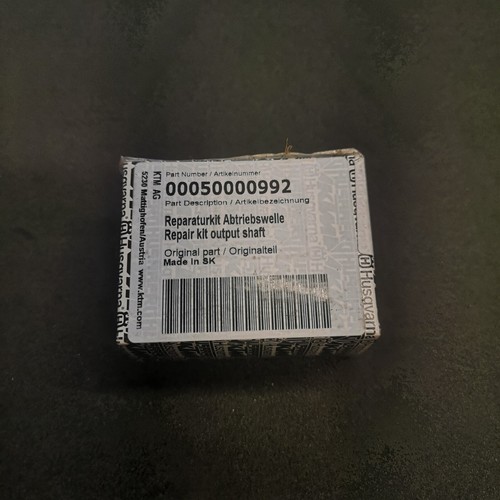 Part Number / Artikelnummer
00050000992
Part Description / Artikelbezeichnung
Reparaturkit Abtriebswelle
Repair kit output shaft
Original part / Originalteil
Made in SK
KTM AG
5230 Mattighofen/Austria www.ktm.com
Husqvarna